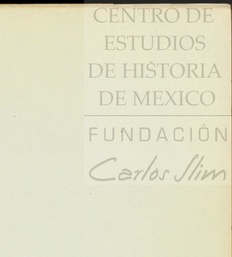 CENTRO DE
ESTUDIOS
DE HISTORIA
DE MEXICO
FUNDACIÓN
Carlos Slim